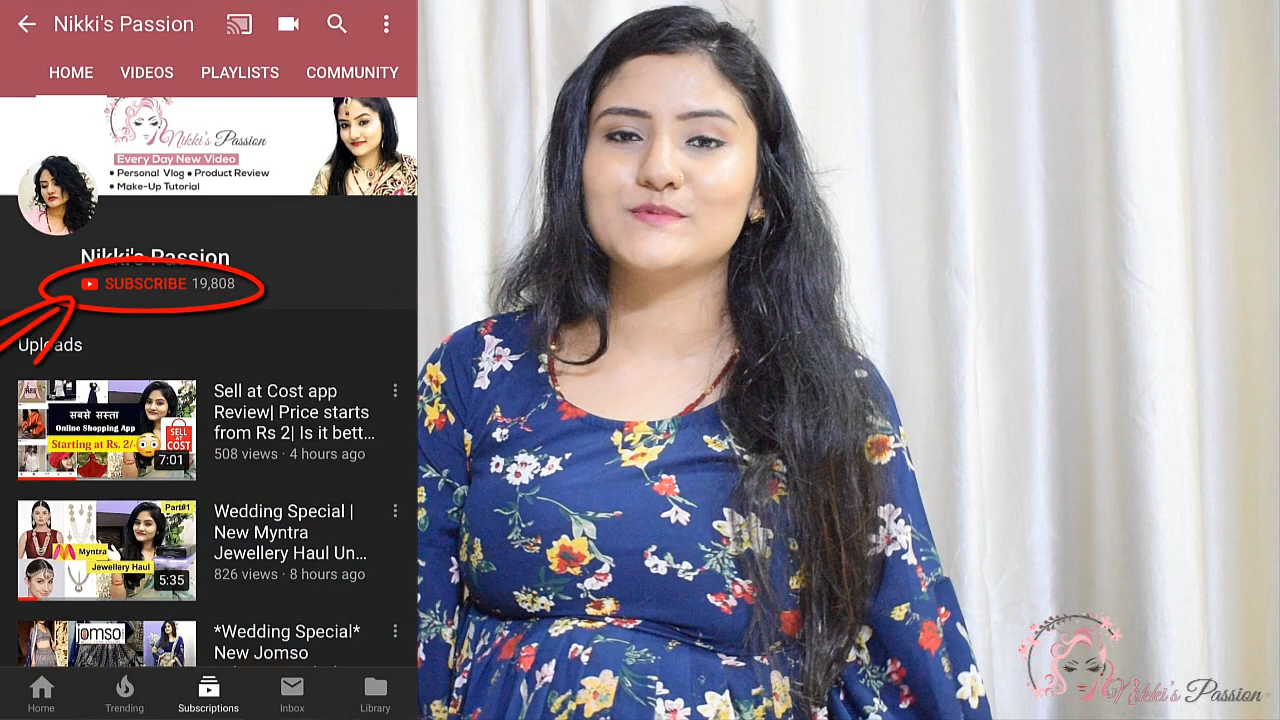 Nikki's Passion
HOME VIDEOS PLAYLISTS COMMUNITY
Nikki's Passion
Every Day New Video
• Personal Vlog • Product Review
• Make-Up Tutorial
Nikki's Passion
SUBSCRIBE 19,808
Uploads
सबसे सस्ता
Online Shopping App
Starting at Rs. 2/-
SELL
AT
COST
7:01
Sell at Cost app
Review| Price starts
from Rs 2| Is it bett...
508 views · 4 hours ago
Part#1
Myntra
Jewellery Haul
5:35
Wedding Special |
New Myntra
Jewellery Haul Un...
826 views · 8 hours ago
jomso
*Wedding Special*
New Jomso
Home Trending Subscriptions Inbox Library
Nikki's Passion